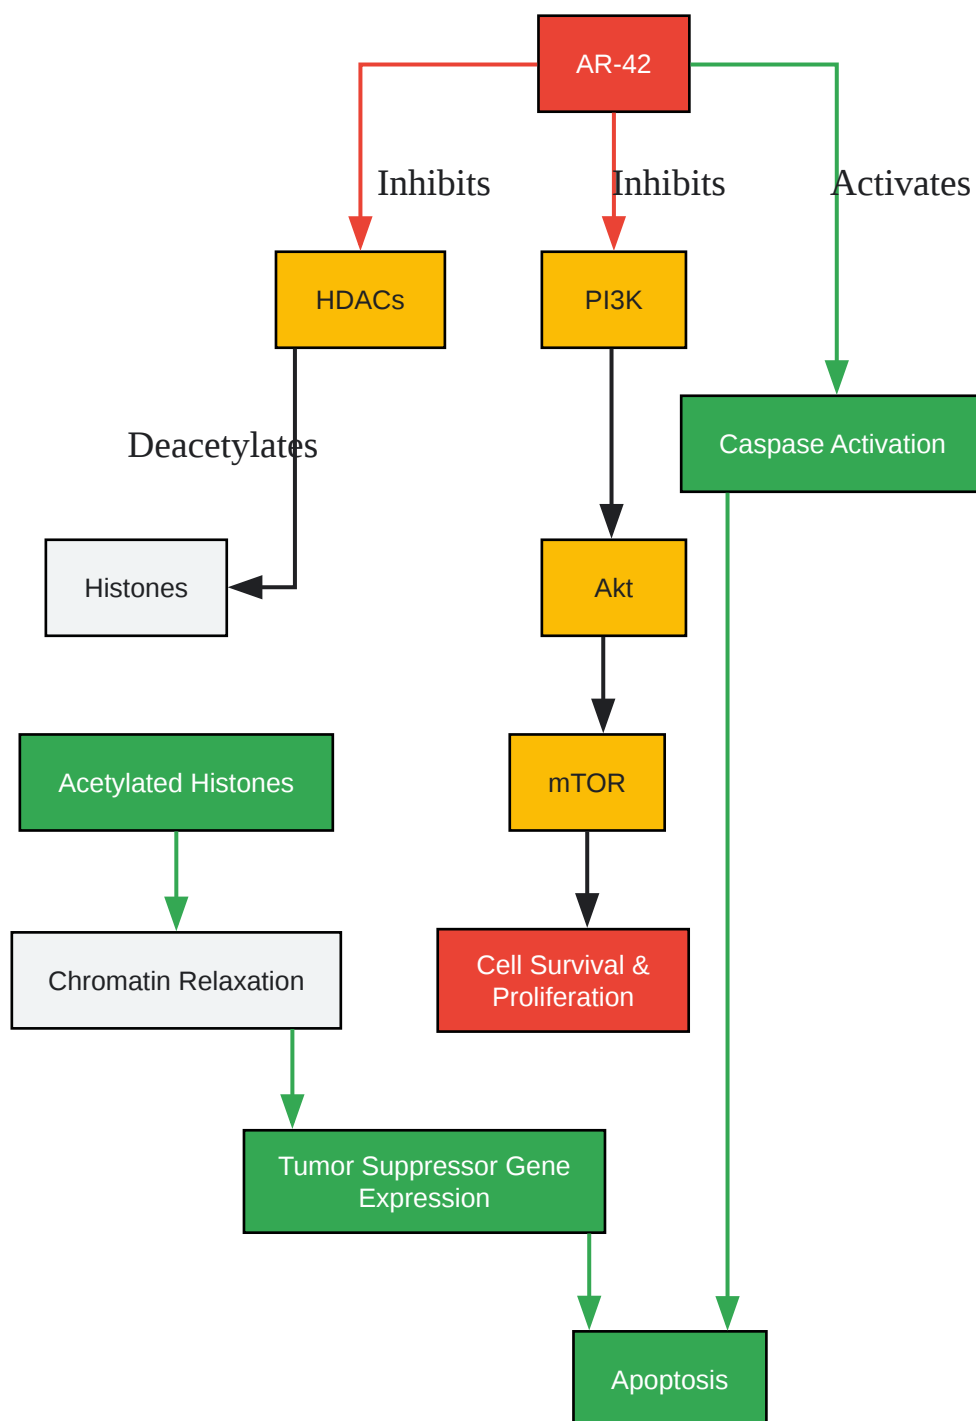 AR-42
Inhibits
Inhibits
Activates
HDACs
PI3K
Deacetylates
Caspase Activation
Histones
Akt
Acetylated Histones
mTOR
Chromatin Relaxation
Cell Survival &
Proliferation
Tumor Suppressor Gene
Expression
Apoptosis